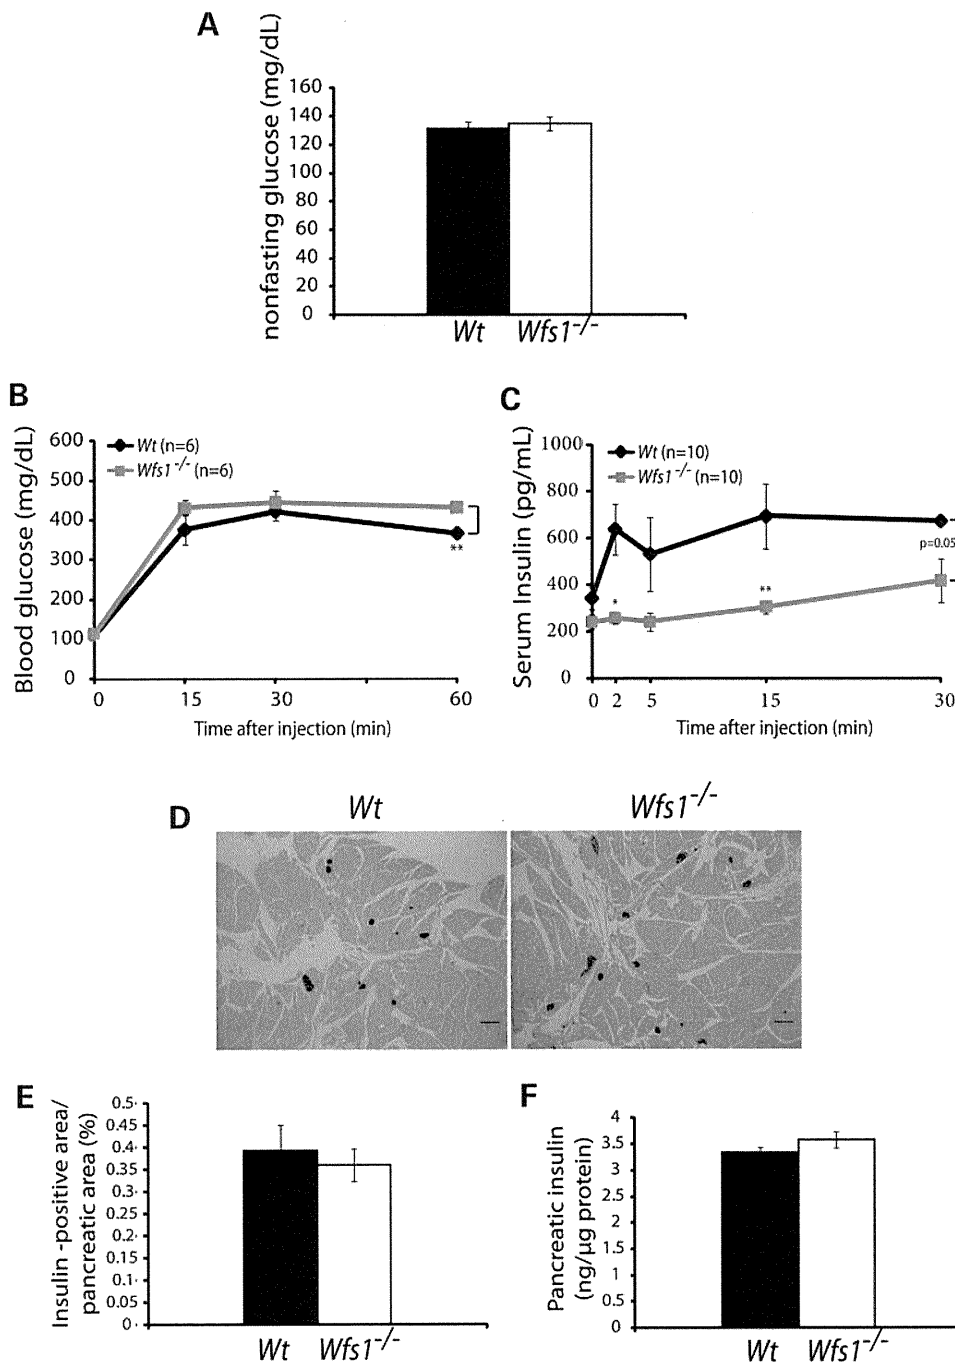 A
nonfasting glucose (mg/dL)
160
140
120
100
80
60
40
20
0
Wt
Wfs1-/-
B
Blood glucose (mg/dL)
600
500
400
300
200
100
0
Wt (n=6)
Wfs1-/- (n=6)
**
0 15 30 60
Time after injection (min)
C
Serum Insulin (pg/mL)
1000
800
600
400
200
0
Wt (n=10)
Wfs1-/- (n=10)
*
**
p=0.05
0 2 5 15 30
Time after injection (min)
D
Wt
Wfs1-/-
E
Insulin -positive area/
pancreatic area (%)
0.5
0.45
0.4
0.35
0.3
0.25
0.2
0.15
0.1
0.05
0
Wt
Wfs1-/-
F
Pancreatic insulin
(ng/µg protein)
4
3.5
3
2.5
2
1.5
1
0.5
0
Wt
Wfs1-/-